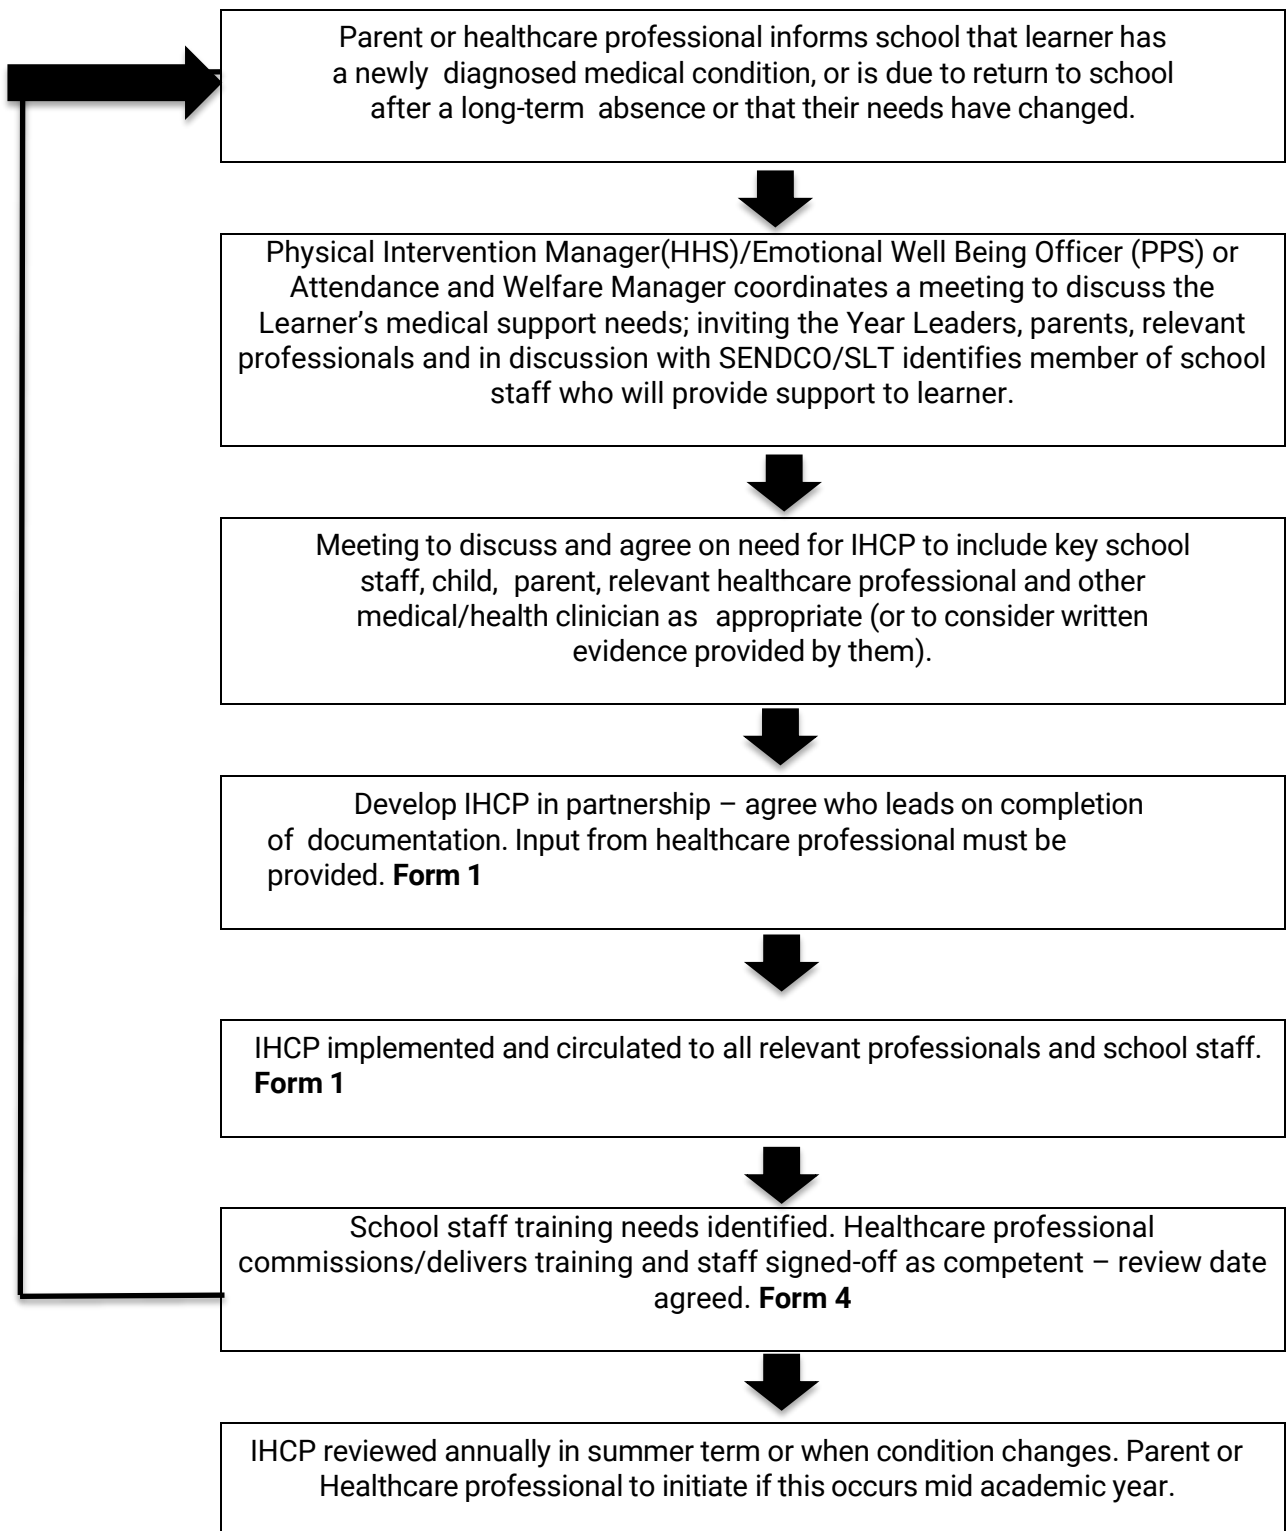 Parent or healthcare professional informs school that learner has
a newly diagnosed medical condition, or is due to return to school
after a long-term absence or that their needs have changed.
Physical Intervention Manager(HHS)/Emotional Well Being Officer (PPS) or
Attendance and Welfare Manager coordinates a meeting to discuss the
Learner’s medical support needs; inviting the Year Leaders, parents, relevant
professionals and in discussion with SENDCO/SLT identifies member of school
staff who will provide support to learner.
Meeting to discuss and agree on need for IHCP to include key school
staff, child, parent, relevant healthcare professional and other
medical/health clinician as appropriate (or to consider written
evidence provided by them).
Develop IHCP in partnership – agree who leads on completion
of documentation. Input from healthcare professional must be
provided. Form 1
IHCP implemented and circulated to all relevant professionals and school staff.
Form 1
School staff training needs identified. Healthcare professional
commissions/delivers training and staff signed-off as competent – review date
agreed. Form 4
IHCP reviewed annually in summer term or when condition changes. Parent or
Healthcare professional to initiate if this occurs mid academic year.